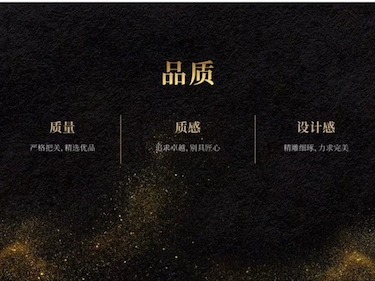 品质
质量
质感
设计感
严格把关, 精选优品
追求卓越, 别具匠心
精雕细琢, 力求完美